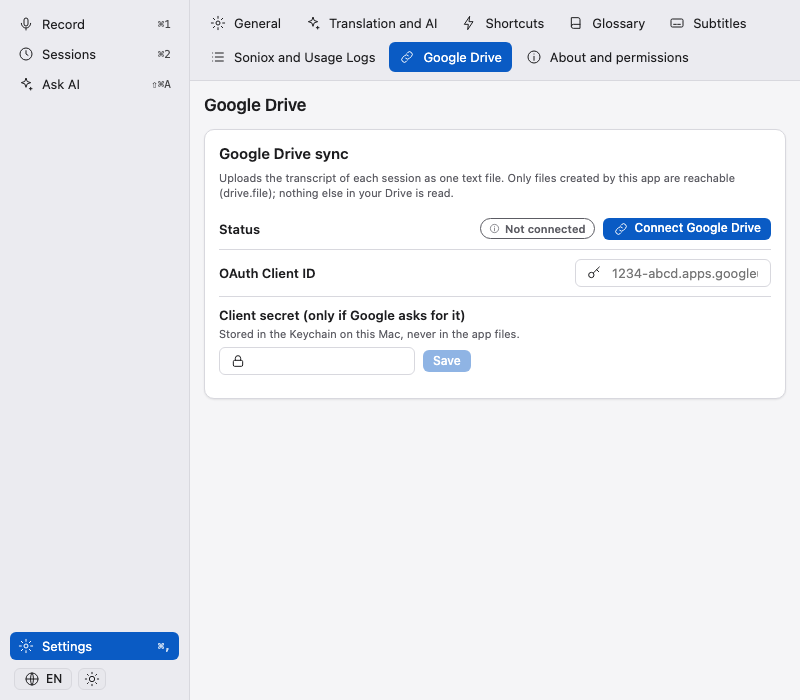 Record ⌘1
Sessions ⌘2
Ask AI ⇧⌘A
General
Translation and AI
Shortcuts
Glossary
Subtitles
Soniox and Usage Logs
Google Drive
About and permissions
Google Drive
Google Drive sync
Uploads the transcript of each session as one text file. Only files created by this app are reachable
(drive.file); nothing else in your Drive is read.
Status
Not connected
Connect Google Drive
OAuth Client ID
1234-abcd.apps.google
Client secret (only if Google asks for it)
Stored in the Keychain on this Mac, never in the app files.
Save
Settings ⌘,
EN